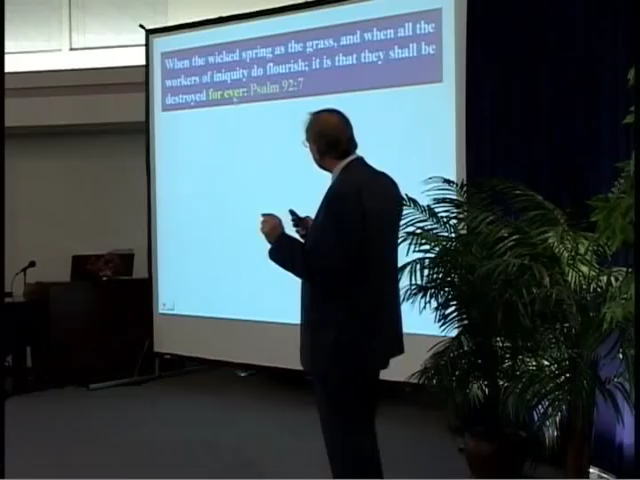 When the wicked spring as the grass, and when all the
workers of iniquity do flourish; it is that they shall be
destroyed for ever: Psalm 92:7